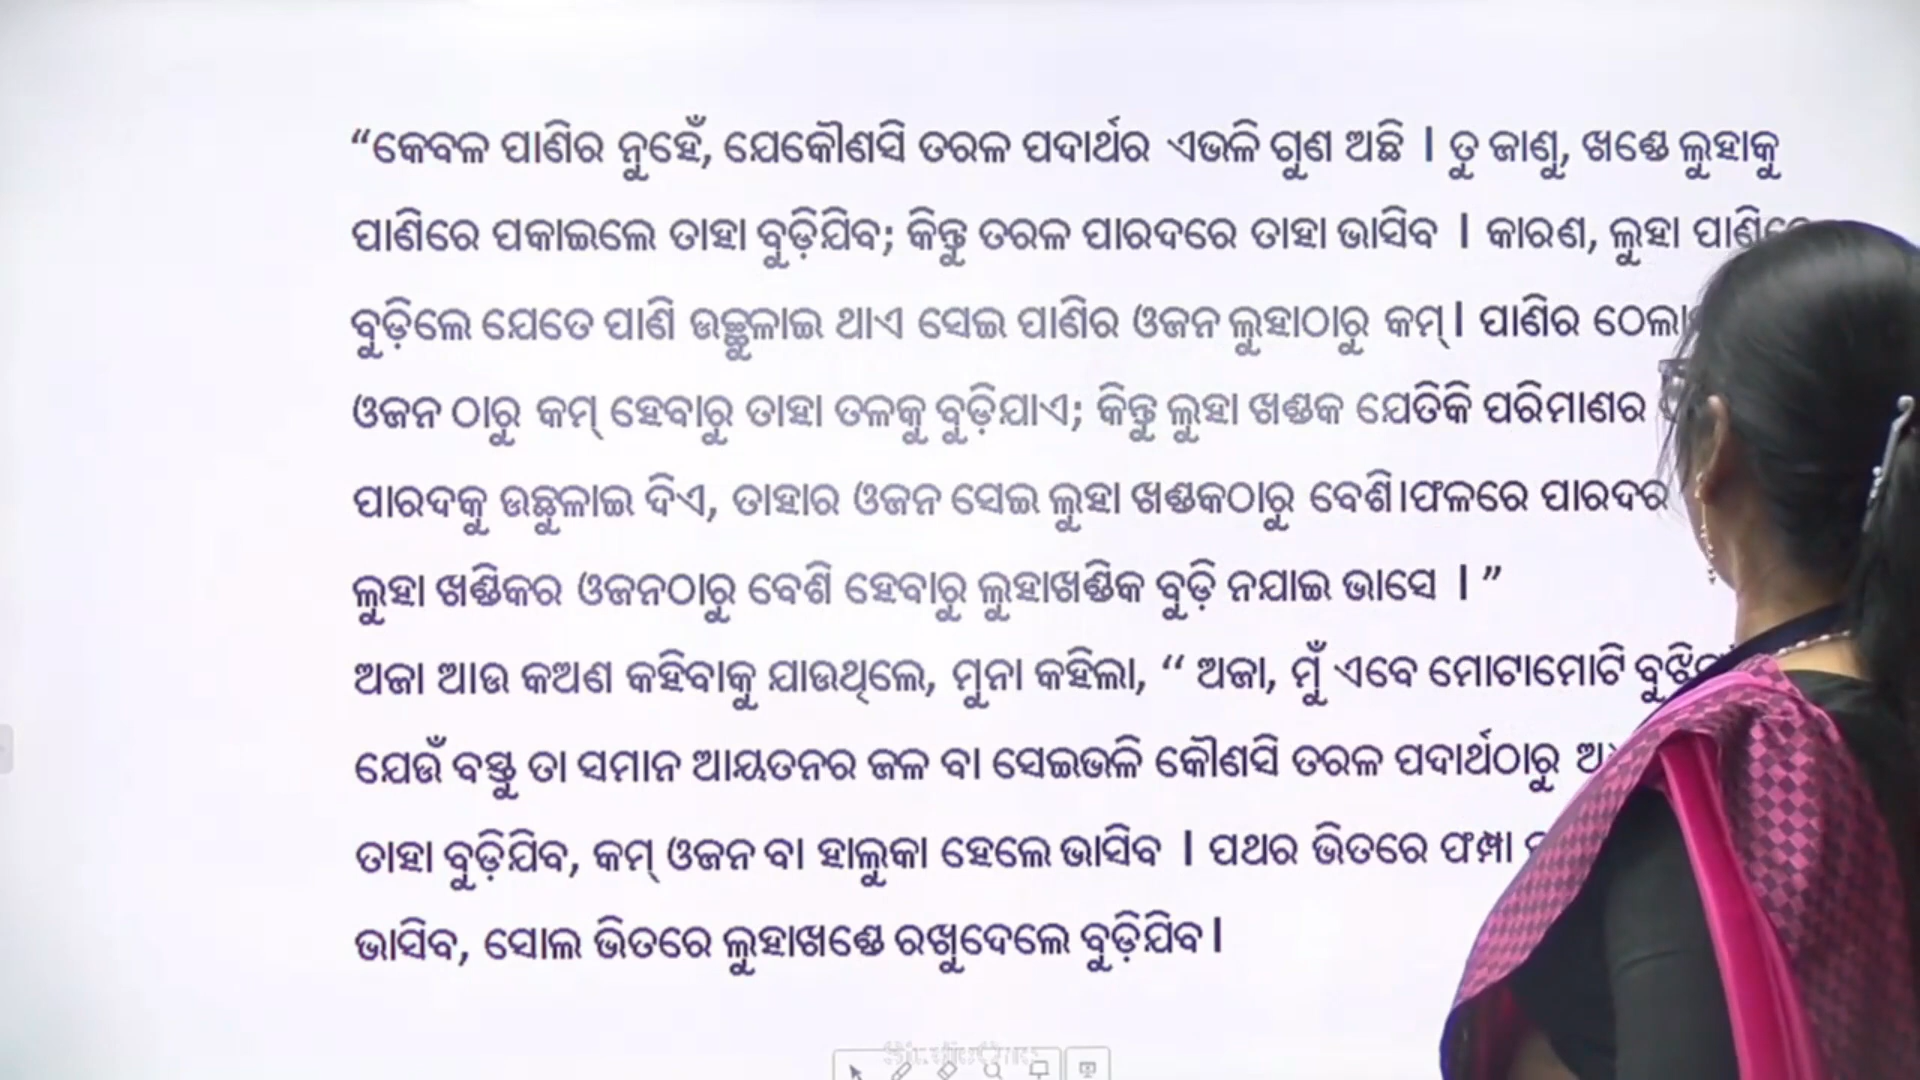 “କେବଳ ପାଣିର ନୁହେଁ, ଯେକୌଣସି ତରଳ ପଦାର୍ଥର ଏଭଳି ଗୁଣ ଅଛି । ତୁ ଜାଣୁ, ଖଣ୍ଡେ ଲୁହାକୁ
ପାଣିରେ ପକାଇଲେ ତାହା ବୁଡ଼ିଯିବ; କିନ୍ତୁ ତରଳ ପାରଦରେ ତାହା ଭାସିବ । କାରଣ, ଲୁହା ପାଣିରେ
ବୁଡ଼ିଲେ ଯେତେ ପାଣି ଉଚ୍ଛୁଳାଇ ଥାଏ ସେଇ ପାଣିର ଓଜନ ଲୁହାଠାରୁ କମ୍। ପାଣିର
ଓଜନ ଠାରୁ କମ୍ ହେବାରୁ ତାହା ତଳକୁ ବୁଡ଼ିଯାଏ; କିନ୍ତୁ ଲୁହା ଖଣ୍ଡକ ଯେତିକି ପରିମାଣର
ପାରଦକୁ ଉଛୁଳାଇ ଦିଏ, ତାହାର ଓଜନ ସେଇ ଲୁହା ଖଣ୍ଡକଠାରୁ ବେଶି।ଫଳରେ ପାରଦର
ଲୁହା ଖଣ୍ଡିକର ଓଜନଠାରୁ ବେଶି ହେବାରୁ ଲୁହାଖଣ୍ଡିକ ବୁଡ଼ି ନଯାଇ ଭାସେ ।”
ଅଜା ଆଉ କଅଣ କହିବାକୁ ଯାଉଥିଲେ, ମୁନା କହିଲା, “ ଅଜା, ମୁଁ ଏବେ ମୋଟାମୋଟି
ଯେଉଁ ବସ୍ତୁ ତା ସମାନ ଆୟତନର ଜଳ ବା ସେଇଭଳି କୌଣସି ତରଳ ପଦାର୍ଥଠାରୁ
ତାହା ବୁଡ଼ିଯିବ, କମ୍ ଓଜନ ବା ହାଲୁକା ହେଲେ ଭାସିବ । ପଥର ଭିତରେ ଫମ୍ପା
ଭାସିବ, ସୋଲ ଭିତରେ ଲୁହାଖଣ୍ଡେ ରଖୁଦେଲେ ବୁଡ଼ିଯିବ।